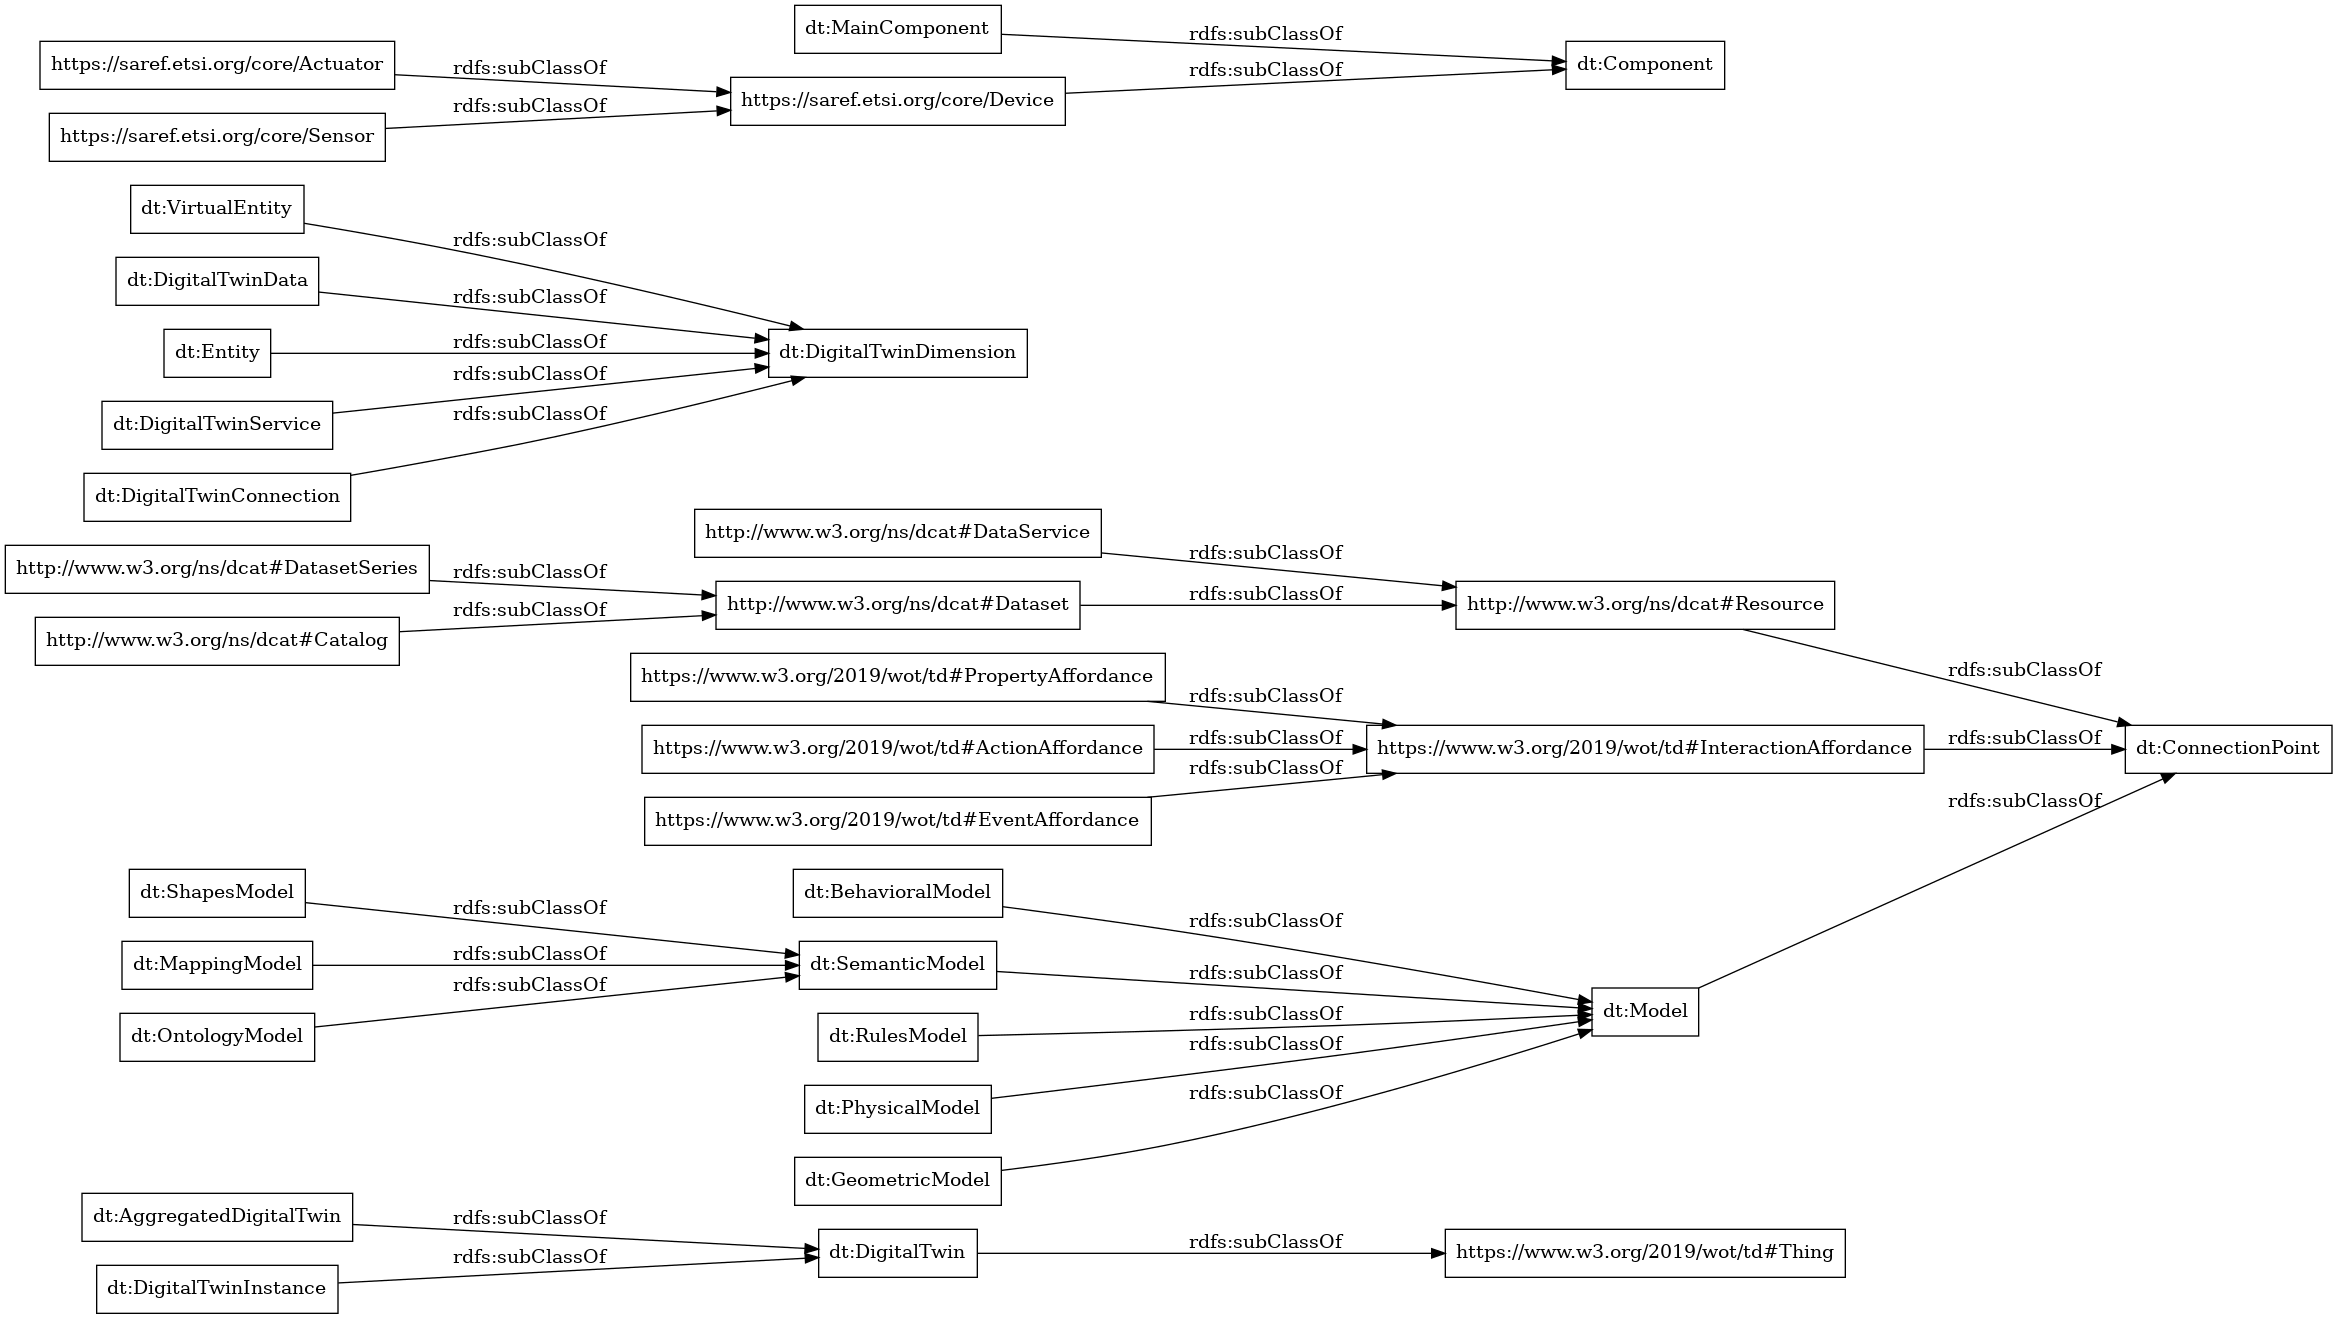 dt:MainComponent
rdfs:subClassOf
dt:Component
https://saref.etsi.org/core/Actuator
rdfs:subClassOf
rdfs:subClassOf
https://saref.etsi.org/core/Device
rdfs:subClassOf
https://saref.etsi.org/core/Sensor
dt:VirtualEntity
rdfs:subClassOf
dt:DigitalTwinData
rdfs:subClassOf
dt:Entity
rdfs:subClassOf
dt:DigitalTwinDimension
rdfs:subClassOf
dt:DigitalTwinService
rdfs:subClassOf
dt:DigitalTwinConnection
http://www.w3.org/ns/dcat#DataService
rdfs:subClassOf
http://www.w3.org/ns/dcat#DatasetSeries
rdfs:subClassOf
http://www.w3.org/ns/dcat#Dataset
rdfs:subClassOf
http://www.w3.org/ns/dcat#Resource
rdfs:subClassOf
http://www.w3.org/ns/dcat#Catalog
rdfs:subClassOf
https://www.w3.org/2019/wot/td#PropertyAffordance
rdfs:subClassOf
https://www.w3.org/2019/wot/td#ActionAffordance
rdfs:subClassOf
https://www.w3.org/2019/wot/td#InteractionAffordance
rdfs:subClassOf
dt:ConnectionPoint
rdfs:subClassOf
https://www.w3.org/2019/wot/td#EventAffordance
rdfs:subClassOf
dt:ShapesModel
rdfs:subClassOf
dt:BehavioralModel
rdfs:subClassOf
dt:MappingModel
rdfs:subClassOf
dt:SemanticModel
rdfs:subClassOf
rdfs:subClassOf
dt:OntologyModel
dt:RulesModel
rdfs:subClassOf
dt:Model
rdfs:subClassOf
dt:PhysicalModel
rdfs:subClassOf
dt:GeometricModel
dt:AggregatedDigitalTwin
rdfs:subClassOf
rdfs:subClassOf
dt:DigitalTwin
rdfs:subClassOf
https://www.w3.org/2019/wot/td#Thing
dt:DigitalTwinInstance